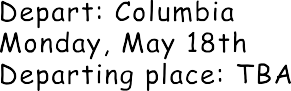 Depart: Columbia
Monday, May 18th
Departing place: TBA